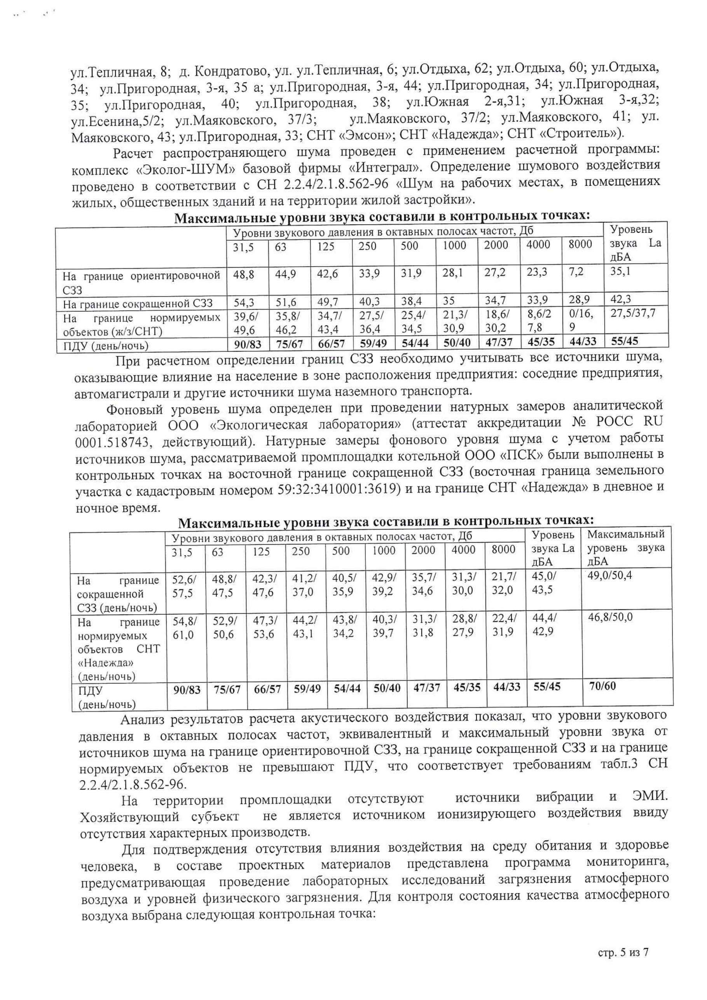 ул.Тепличная, 8; д. Кондратово, ул. ул.Тепличная, 6; ул.Отдыха, 62; ул.Отдыха, 60; ул.Отдыха,
34; ул.Пригородная, 3-я, 35 а; ул.Пригородная, 3-я, 44; ул.Пригородная, 34; ул.Пригородная,
35; ул.Пригородная, 40; ул.Пригородная, 38; ул.Южная 2-я,31; ул.Южная 3-я,32;
ул.Есенина,5/2; ул.Маяковского, 37/3; ул.Маяковского, 37/2; ул.Маяковского, 41; ул.
Маяковского, 43; ул.Пригородная, 33; СНТ «Эмсон»; СНТ «Надежда»; СНТ «Строитель»).
Расчет распространяющего шума проведен с применением расчетной программы:
комплекс «Эколог-ШУМ» базовой фирмы «Интеграл». Определение шумового воздействия
проведено в соответствии с СН 2.2.4/2.1.8.562-96 «Шум на рабочих местах, в помещениях
жилых, общественных зданий и на территории жилой застройки».
Максимальные уровни звука составили в контрольных точках:
Уровни звукового давления в октавных полосах частот, Дб Уровень
31,5 63 125 250 500 1000 2000 4000 8000 звука La
дБА
На границе ориентировочной 48,8 44,9 42,6 33,9 31,9 28,1 27,2 23,3 7,2 35,1
СЗЗ
На границе сокращенной СЗЗ 54,3 51,6 49,7 40,3 38,4 35 34,7 33,9 28,9 42,3
На границе нормируемых 39,6/ 35,8/ 34,7/ 27,5/ 25,4/ 21,3/ 18,6/ 8,6/2 0/16, 27,5/37,7
объектов (ж/з/СНТ) 49,6 46,2 43,4 36,4 34,5 30,9 30,2 7,8 9
ПДУ (день/ночь) 90/83 75/67 66/57 59/49 54/44 50/40 47/37 45/35 44/33 55/45
При расчетном определении границ СЗЗ необходимо учитывать все источники шума,
оказывающие влияние на население в зоне расположения предприятия: соседние предприятия,
автомагистрали и другие источники шума наземного транспорта.
Фоновый уровень шума определен при проведении натурных замеров аналитической
лабораторией ООО «Экологическая лаборатория» (аттестат аккредитации № РОСС RU
0001.518743, действующий). Натурные замеры фонового уровня шума с учетом работы
источников шума, рассматриваемой промплощадки котельной ООО «ПСК» были выполнены в
контрольных точках на восточной границе сокращенной СЗЗ (восточная граница земельного
участка с кадастровым номером 59:32:3410001:3619) и на границе СНТ «Надежда» в дневное и
ночное время.
Максимальные уровни звука составили в контрольных точках:
Уровни звукового давления в октавных полосах частот, Дб Уровень Максимальный
31,5 63 125 250 500 1000 2000 4000 8000 звука La уровень звука
дБА дБА
На границе 52,6/ 48,8/ 42,3/ 41,2/ 40,5/ 42,9/ 35,7/ 31,3/ 21,7/ 45,0/ 49,0/50,4
сокращенной 57,5 47,5 47,6 37,0 35,9 39,2 34,6 30,0 32,0 43,5
СЗЗ (день/ночь)
На границе 54,8/ 52,9/ 47,3/ 44,2/ 43,8/ 40,3/ 31,3/ 28,8/ 22,4/ 44,4/ 46,8/50,0
нормируемых 61,0 50,6 53,6 43,1 34,2 39,7 31,8 27,9 31,9 42,9
объектов СНТ
«Надежда»
(день/ночь)
ПДУ 90/83 75/67 66/57 59/49 54/44 50/40 47/37 45/35 44/33 55/45 70/60
(день/ночь)
Анализ результатов расчета акустического воздействия показал, что уровни звукового
давления в октавных полосах частот, эквивалентный и максимальный уровни звука от
источников шума на границе ориентировочной СЗЗ, на границе сокращенной СЗЗ и на границе
нормируемых объектов не превышают ПДУ, что соответствует требованиям табл.3 СН
2.2.4/2.1.8.562-96.
На территории промплощадки отсутствуют источники вибрации и ЭМИ.
Хозяйствующий субъект не является источником ионизирующего воздействия ввиду
отсутствия характерных производств.
Для подтверждения отсутствия влияния воздействия на среду обитания и здоровье
человека, в составе проектных материалов представлена программа мониторинга,
предусматривающая проведение лабораторных исследований загрязнения атмосферного
воздуха и уровней физического загрязнения. Для контроля состояния качества атмосферного
воздуха выбрана следующая контрольная точка:
стр. 5 из 7